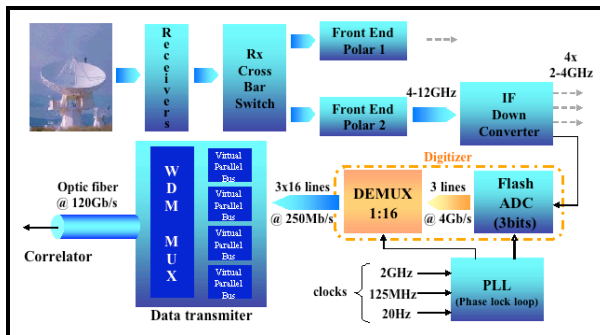 Receivers
Rx
Cross
Bar
Switch
Front End
Polar 1
Front End
Polar 2
4-12GHz
IF
Down
Converter
4x
2-4GHz
Digitizer
Flash
ADC
(3bits)
3 lines
@ 4Gb/s
DEMUX
1:16
3x16 lines
@ 250Mb/s
WDM
MUX
Virtual
Parallel
Bus
Virtual
Parallel
Bus
Virtual
Parallel
Bus
Virtual
Parallel
Bus
Data transmiter
Optic fiber
@ 120Gb/s
Correlator
clocks
2GHz
125MHz
20Hz
PLL
(Phase lock loop)